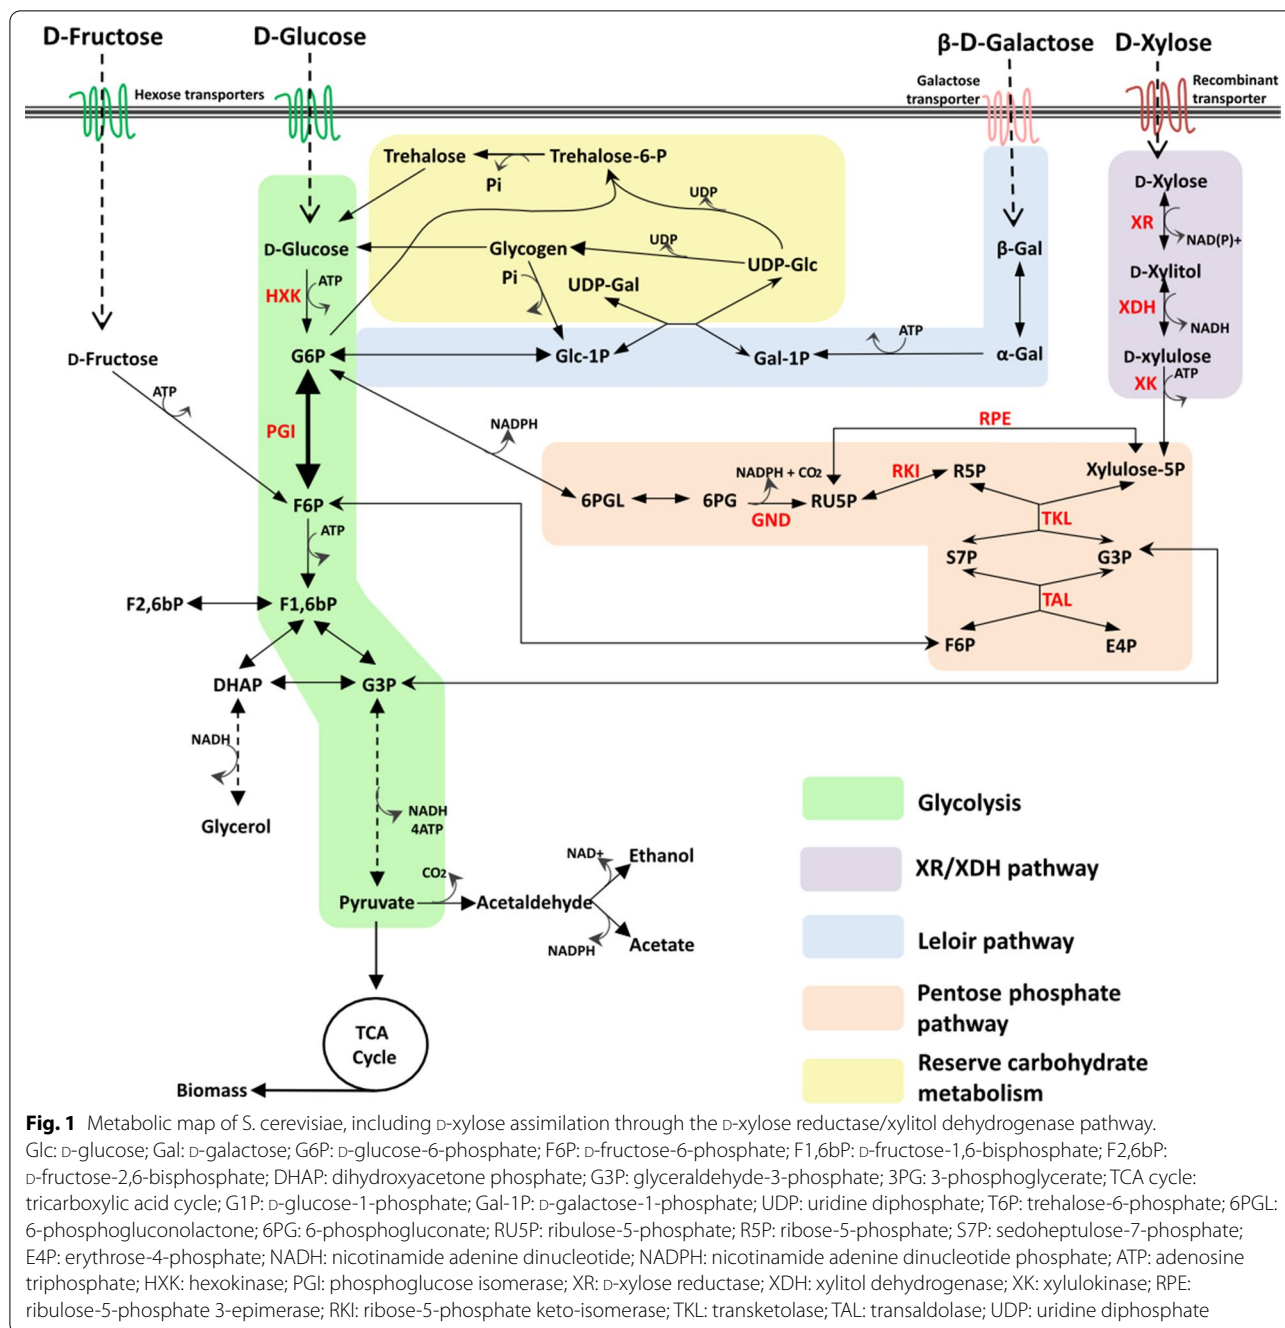 D-Fructose
D-Glucose
β-D-Galactose
D-Xylose
Hexose transporters
Galactose
transporter
Recombinant
transporter
Trehalose
Trehalose-6-P
Pi
UDP
D-Glucose
Glycogen
UDP
UDP-Glc
Pi
UDP-Gal
HXK
ATP
G6P
Glc-1P
Gal-1P
ATP
β-Gal
α-Gal
D-Xylose
XR
NAD(P)+
D-Xylitol
XDH
NADH
D-xylulose
XK
ATP
D-Fructose
ATP
PGI
NADPH
RPE
F6P
6PGL
6PG
NADPH + CO2
GND
RU5P
RKI
R5P
Xylulose-5P
TKL
S7P
G3P
TAL
F6P
E4P
ATP
F2,6bP
F1,6bP
DHAP
G3P
NADH
Glycerol
NADH
4ATP
Pyruvate
CO2
Acetaldehyde
NAD+
Ethanol
NADPH
Acetate
TCA
Cycle
Biomass
Glycolysis
XR/XDH pathway
Leloir pathway
Pentose phosphate
pathway
Reserve carbohydrate
metabolism
Fig. 1 Metabolic map of S. cerevisiae, including D-xylose assimilation through the D-xylose reductase/xylitol dehydrogenase pathway.
Glc: D-glucose; Gal: D-galactose; G6P: D-glucose-6-phosphate; F6P: D-fructose-6-phosphate; F1,6bP: D-fructose-1,6-bisphosphate; F2,6bP:
D-fructose-2,6-bisphosphate; DHAP: dihydroxyacetone phosphate; G3P: glyceraldehyde-3-phosphate; 3PG: 3-phosphoglycerate; TCA cycle:
tricarboxylic acid cycle; G1P: D-glucose-1-phosphate; Gal-1P: D-galactose-1-phosphate; UDP: uridine diphosphate; T6P: trehalose-6-phosphate; 6PGL:
6-phosphogluconolactone; 6PG: 6-phosphogluconate; RU5P: ribulose-5-phosphate; R5P: ribose-5-phosphate; S7P: sedoheptulose-7-phosphate;
E4P: erythrose-4-phosphate; NADH: nicotinamide adenine dinucleotide; NADPH: nicotinamide adenine dinucleotide phosphate; ATP: adenosine
triphosphate; HXK: hexokinase; PGI: phosphoglucose isomerase; XR: D-xylose reductase; XDH: xylitol dehydrogenase; XK: xylulokinase; RPE:
ribulose-5-phosphate 3-epimerase; RKI: ribose-5-phosphate keto-isomerase; TKL: transketolase; TAL: transaldolase; UDP: uridine diphosphate